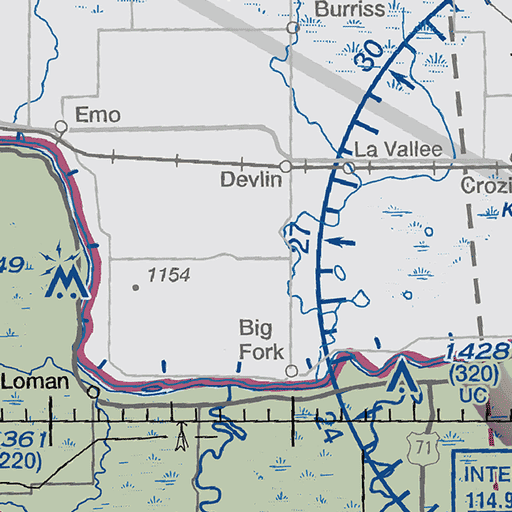 Burriss
30
Emo
La Vallee
Devlin
Crozi
K
27
49
1154
Big
Fork
1428
(320)
UC
Loman
24
361
220)
71
INTE
114.9